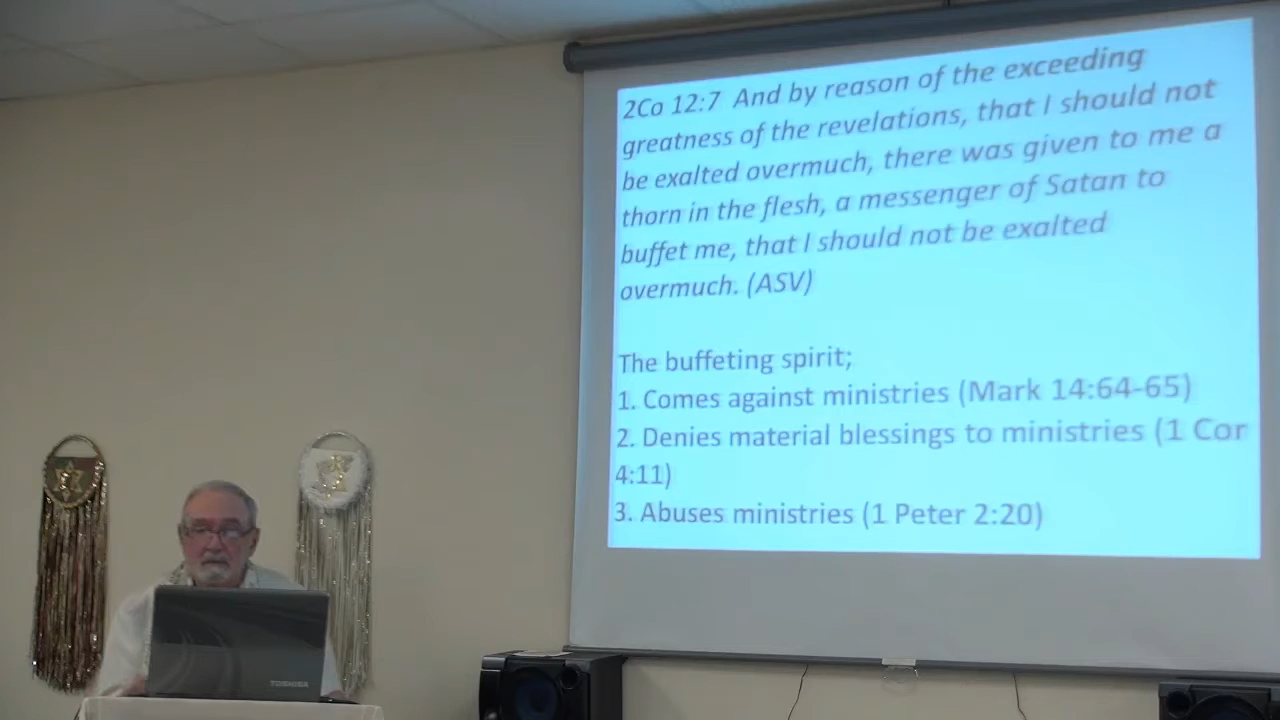 2Co 12:7 And by reason of the exceeding
greatness of the revelations, that I should not
be exalted overmuch, there was given to me a
thorn in the flesh, a messenger of Satan to
buffet me, that I should not be exalted
overmuch. (ASV)
The buffeting spirit;
1. Comes against ministries (Mark 14:64-65)
2. Denies material blessings to ministries (1 Cor
4:11)
3. Abuses ministries (1 Peter 2:20)
TOSHIBA